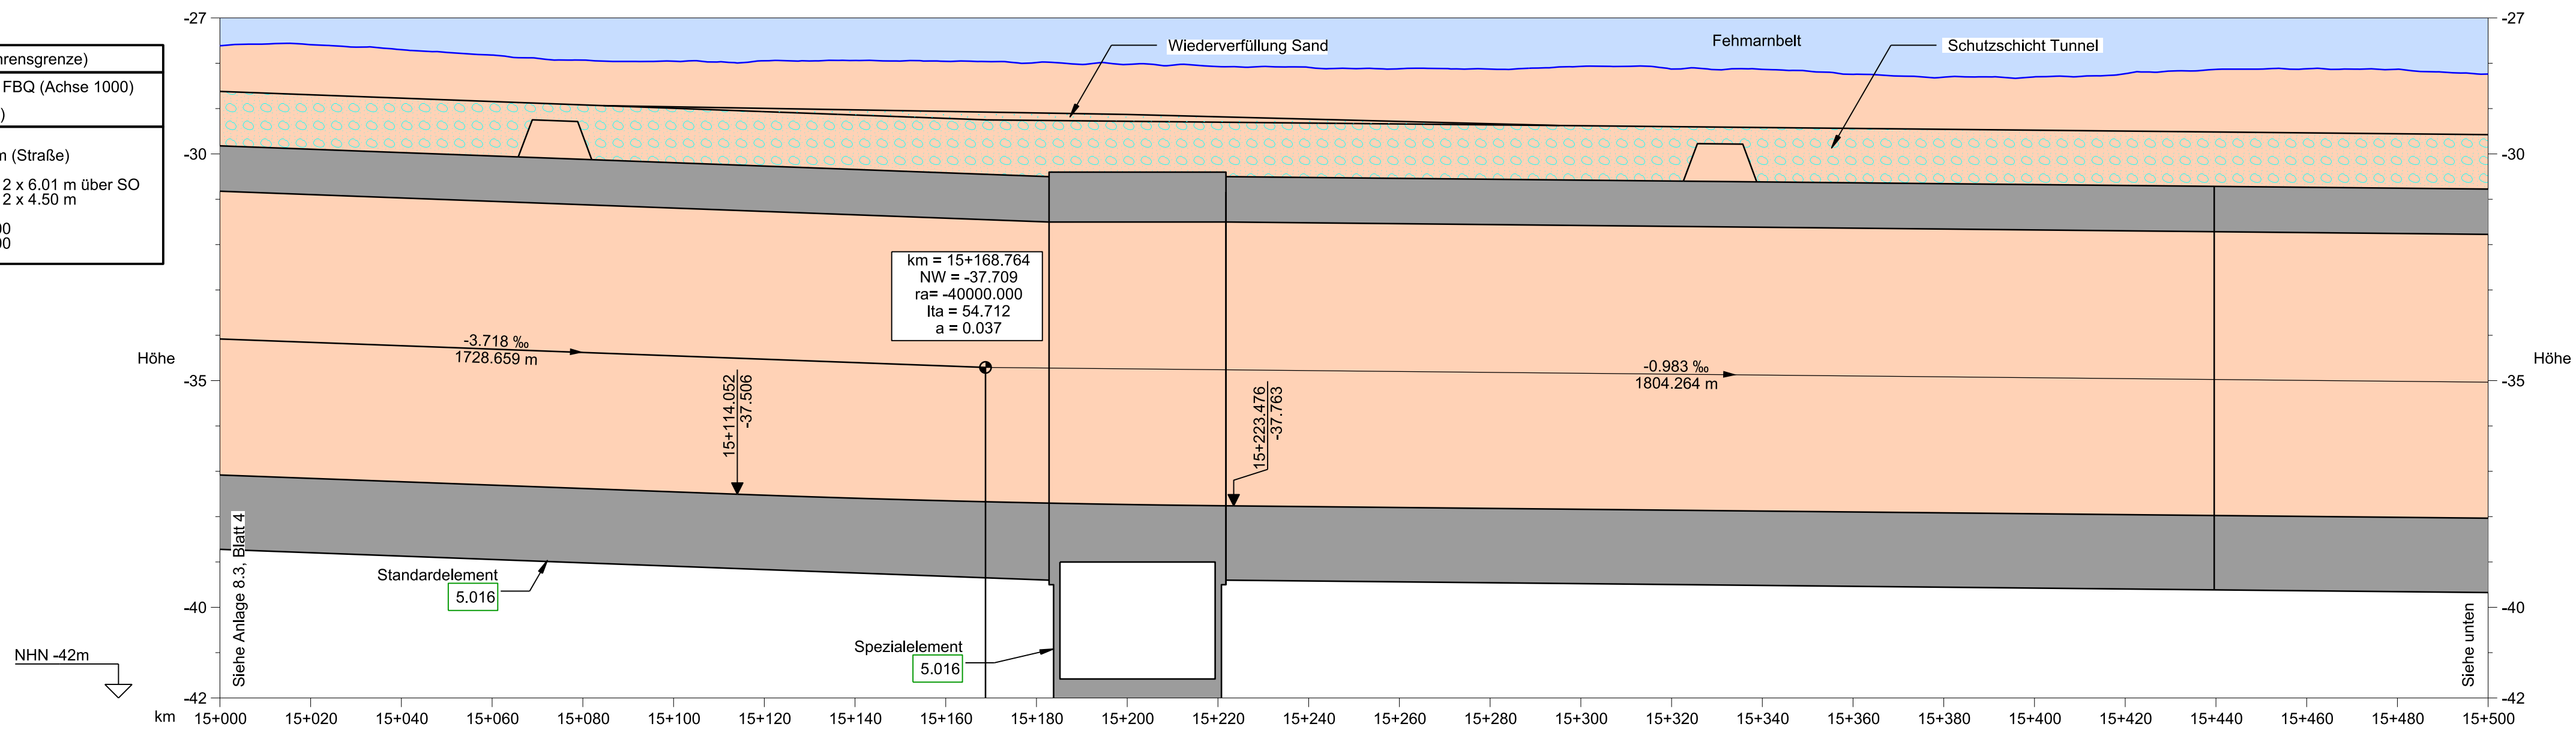 hrensgrenze)
FBQ (Achse 1000)
)
m (Straße)
2 x 6.01 m über SO
2 x 4.50 m
00
00
NHN -42m
-27
-30
Höhe
-35
-40
-42
km
Wiederverfüllung Sand
Fehmarnbelt
Schutzschicht Tunnel
km = 15+168.764
NW = -37.709
ra= -40000.000
lta = 54.712
a = 0.037
-3.718 ‰
1728.659 m
-0.983 ‰
1804.264 m
15+114.052
-37.506
15+223.476
-37.763
Siehe Anlage 8.3, Blatt 4
Standardelement
5.016
Spezialelement
5.016
Siehe unten
-27
-30
Höhe
-35
-40
-42
15+000 15+020 15+040 15+060 15+080 15+100 15+120 15+140 15+160 15+180 15+200 15+220 15+240 15+260 15+280 15+300 15+320 15+340 15+360 15+380 15+400 15+420 15+440 15+460 15+480 15+500